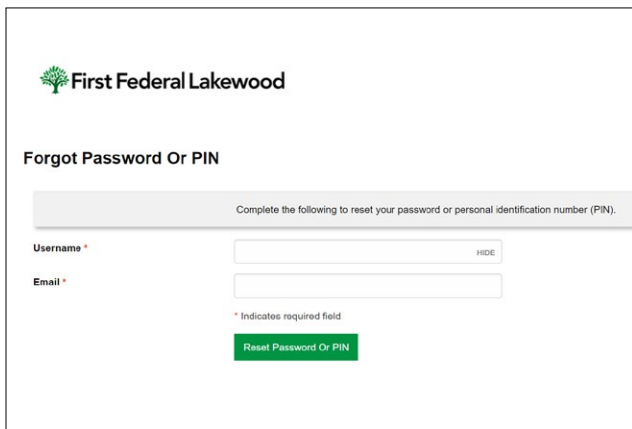 First Federal Lakewood
Forgot Password Or PIN
Complete the following to reset your password or personal identification number (PIN).
Username *
HIDE
Email *
* Indicates required field
Reset Password Or PIN